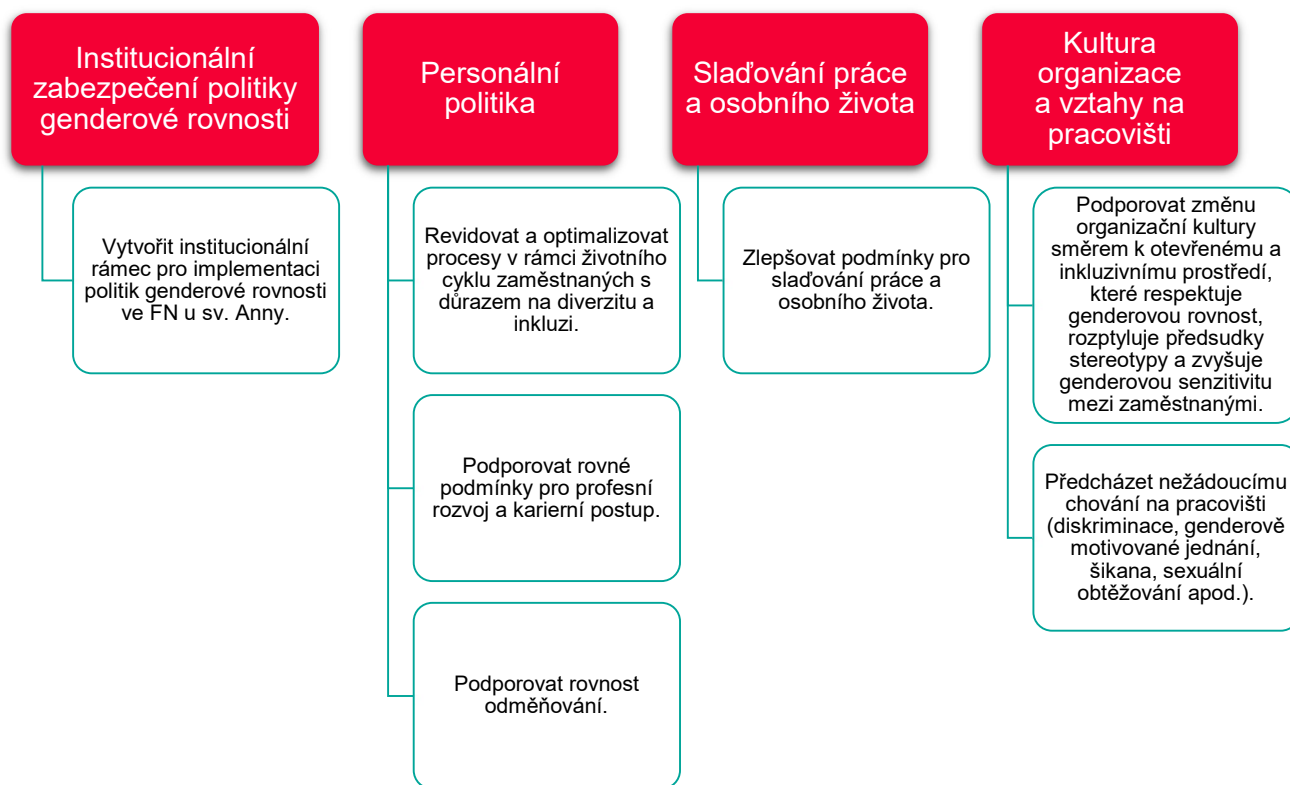 Institucionální
zabezpečení politiky
genderové rovnosti
Vytvořit institucionální
rámec pro implementaci
politik genderové rovnosti
ve FN u sv. Anny.
Personální
politika
Revidovat a optimalizovat
procesy v rámci životního
cyklu zaměstnaných s
důrazem na diverzitu a
inkluzi.
Podporovat rovné
podmínky pro profesní
rozvoj a karierní postup.
Podporovat rovnost
odměňování.
Slaďování práce
a osobního života
Zlepšovat podmínky pro
slaďování práce a
osobního života.
Kultura
organizace
a vztahy na
pracovišti
Podporovat změnu
organizační kultury
směrem k otevřenému a
inkluzivnímu prostředí,
které respektuje
genderovou rovnost,
rozptyluje předsudky
stereotypy a zvyšuje
genderovou senzitivitu
mezi zaměstnanými.
Předcházet nežádoucímu
chování na pracovišti
(diskriminace, genderově
motivované jednání,
šikana, sexuální
obtěžování apod.).